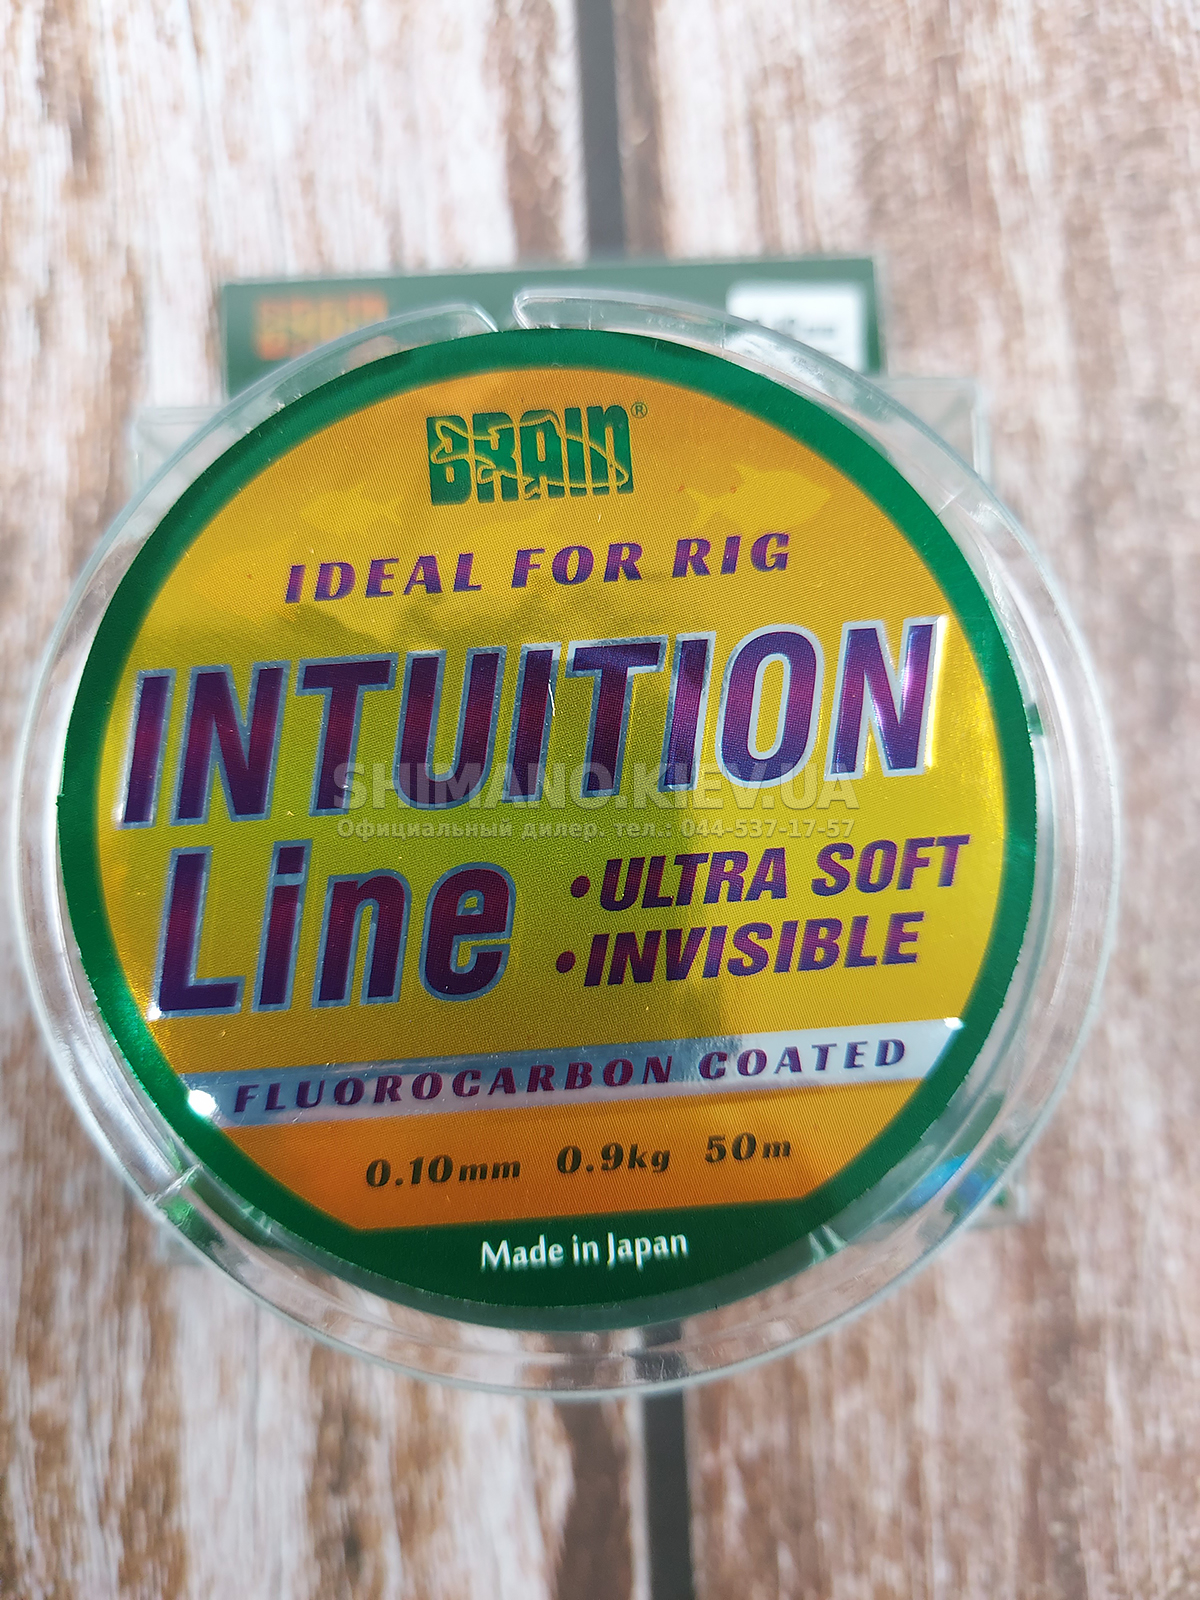 BRAIN®
IDEAL FOR RIG
INTUITION
Line
•ULTRA SOFT
•INVISIBLE
SHIMANO.KIEV.UA
Официальный дилер. тел.: 044-537-17-57
FLUOROCARBON COATED
0.10mm 0.9kg 50m
Made in Japan